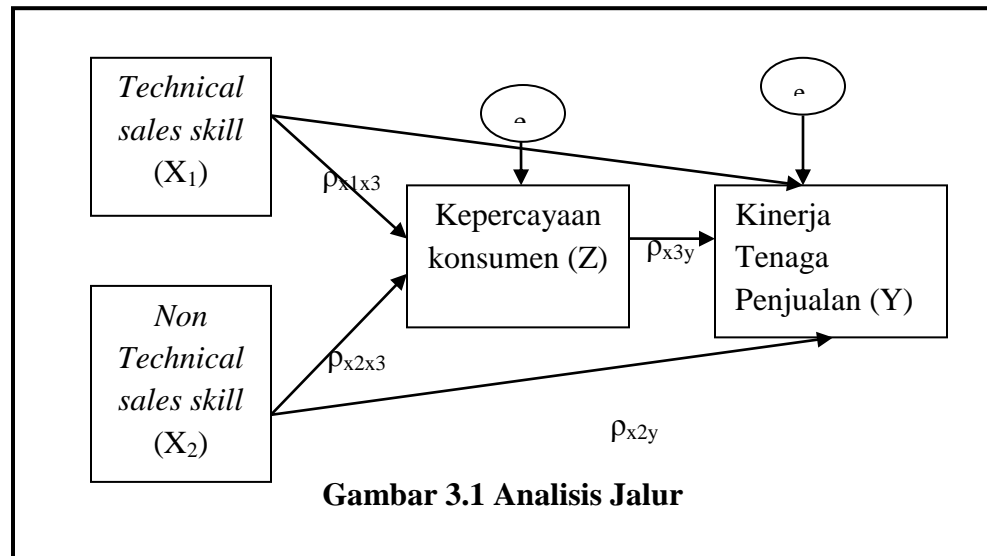 Technical
sales skill
(X₁)
e
e
ρx1x3
Kepercayaan
konsumen (Z)
ρx3y
Kinerja
Tenaga
Penjualan (Y)
Non
Technical
sales skill
(X₂)
ρx2x3
ρx2y
Gambar 3.1 Analisis Jalur